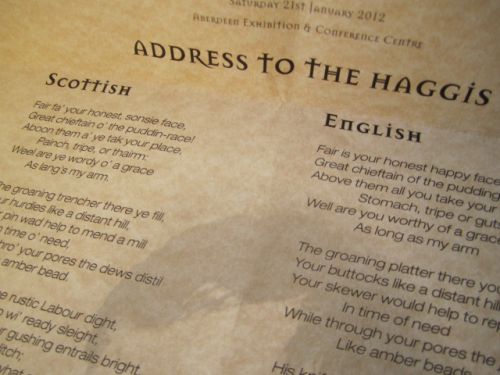 Saturday 21st January 2012
Aberdeen Exhibition & Conference Centre
Address to the Haggis
Scottish
Fair fa' your honest, sonsie face,
Great chieftain o' the puddin-race!
Aboon them a' ye tak your place,
Painch, tripe, or thairm:
Weel are ye wordy o' a grace
As lang's my arm.
The groaning trencher there ye fill,
hurdies like a distant hill,
pin wad help to mend a mill
time o' need,
thro' your pores the dews distil
amber bead.
rustic Labour dight,
wi' ready sleight,
gushing entrails bright,
English
Fair is your honest happy face
Great chieftain of the pudding
Above them all you take your
Stomach, tripe or guts
Well are you worthy of a grace
As long as my arm
The groaning platter there you
Your buttocks like a distant hill
Your skewer would help to
In time of need
While through your pores the
Like amber beads
His